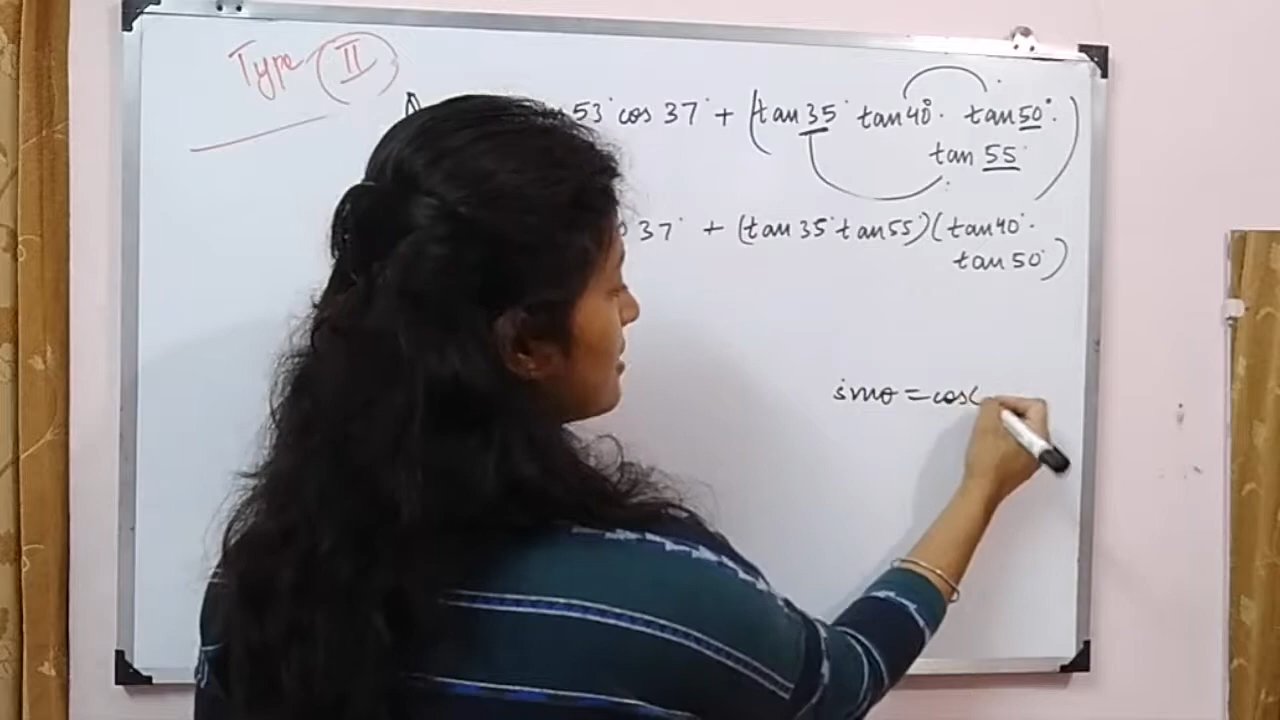 Type II
53° cos 37° + (tan 35° tan 40°. tan 50°.
tan 55°)
37° + (tan 35° tan 55°)(tan 40°.
tan 50°)
sinθ = cos(